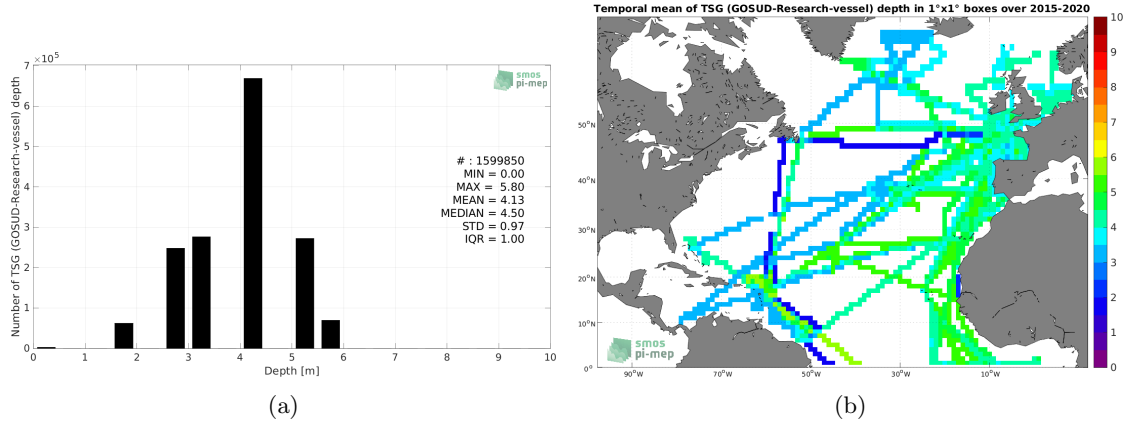 ×10⁵
7
6
5
4
3
2
1
0
Number of TSG (GOSUD-Research-vessel) depth
smos
pi-mep
# : 1599850
MIN = 0.00
MAX = 5.80
MEAN = 4.13
MEDIAN = 4.50
STD = 0.97
IQR = 1.00
0 1 2 3 4 5 6 7 8 9 10
Depth [m]
(a)
Temporal mean of TSG (GOSUD-Research-vessel) depth in 1°x1° boxes over 2015-2020
50°N
40°N
30°N
20°N
10°N
0°
90°W 70°W 50°W 30°W 10°W
smos
pi-mep
10
9
8
7
6
5
4
3
2
1
0
(b)